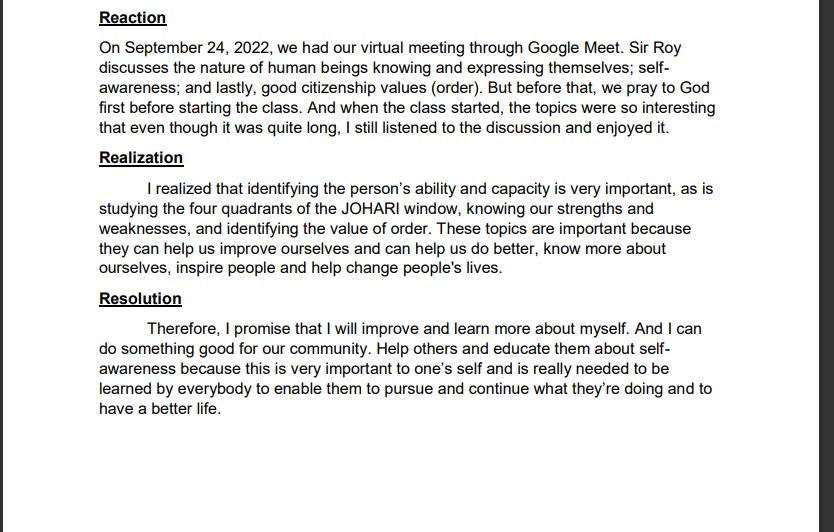 Reaction
On September 24, 2022, we had our virtual meeting through Google Meet. Sir Roy
discusses the nature of human beings knowing and expressing themselves; self-
awareness; and lastly, good citizenship values (order). But before that, we pray to God
first before starting the class. And when the class started, the topics were so interesting
that even though it was quite long, I still listened to the discussion and enjoyed it.
Realization
I realized that identifying the person’s ability and capacity is very important, as is
studying the four quadrants of the JOHARI window, knowing our strengths and
weaknesses, and identifying the value of order. These topics are important because
they can help us improve ourselves and can help us do better, know more about
ourselves, inspire people and help change people's lives.
Resolution
Therefore, I promise that I will improve and learn more about myself. And I can
do something good for our community. Help others and educate them about self-
awareness because this is very important to one’s self and is really needed to be
learned by everybody to enable them to pursue and continue what they’re doing and to
have a better life.